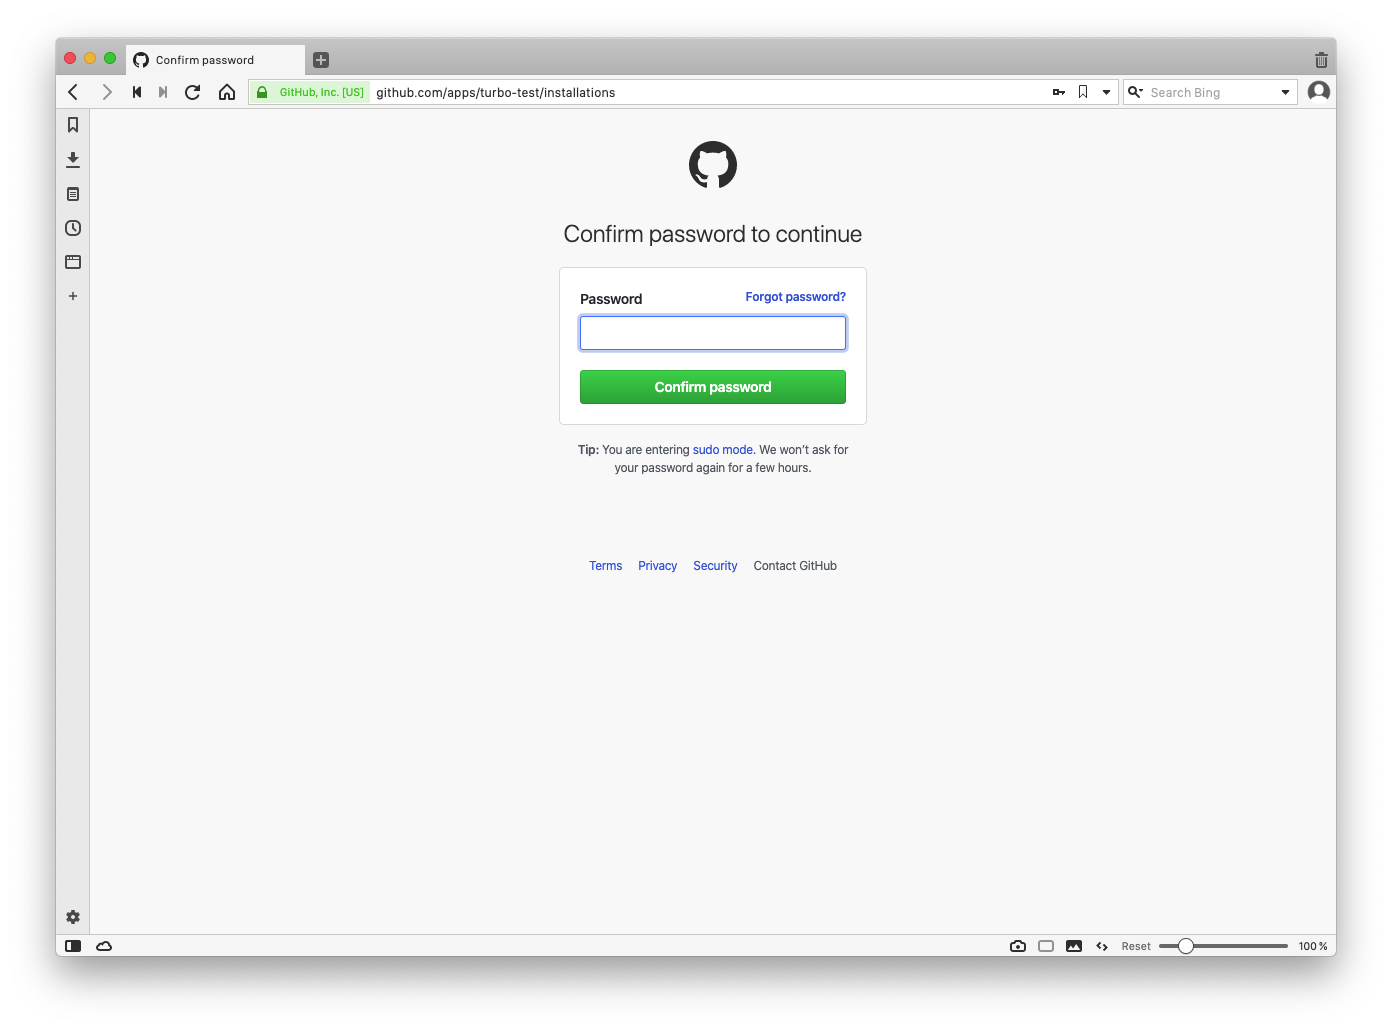 Confirm password
GitHub, Inc. [US] github.com/apps/turbo-test/installations Search Bing
Confirm password to continue
Password Forgot password?
Confirm password
Tip: You are entering sudo mode. We won’t ask for
your password again for a few hours.
Terms Privacy Security Contact GitHub
Reset 100 %